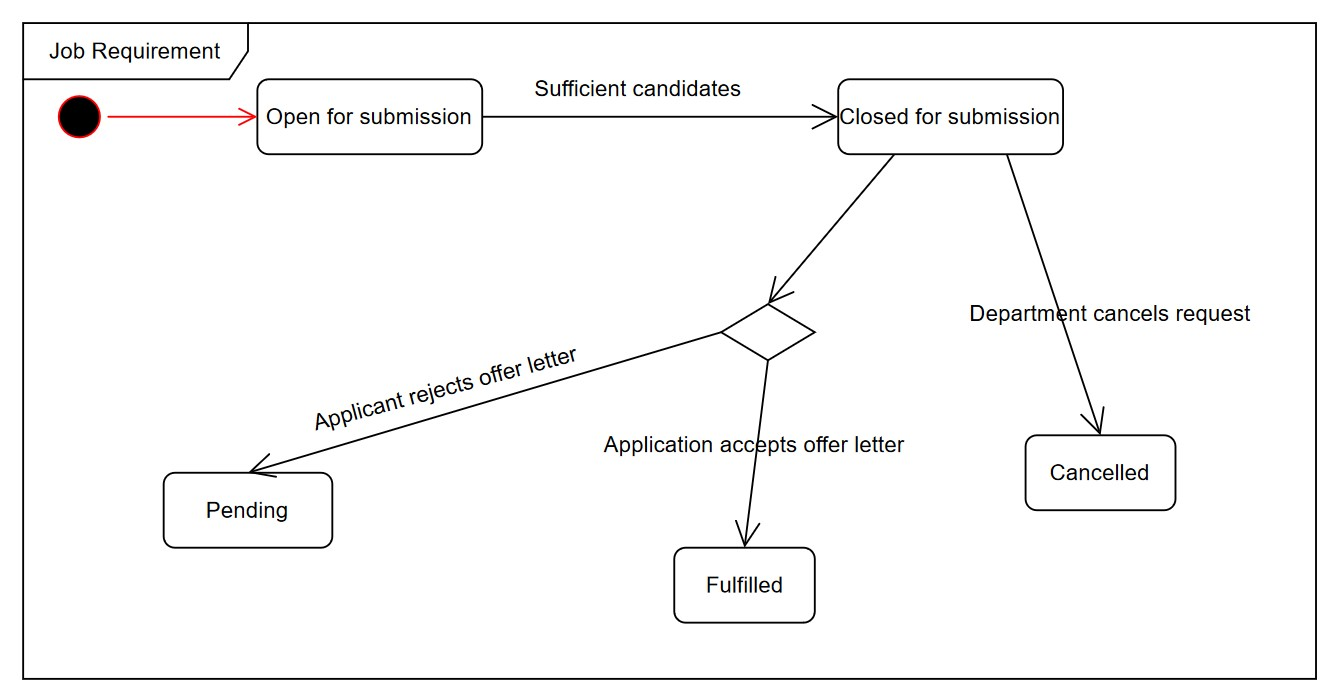 Job Requirement
Sufficient candidates
Open for submission
Closed for submission
Department cancels request
Applicant rejects offer letter
Application accepts offer letter
Cancelled
Pending
Fulfilled